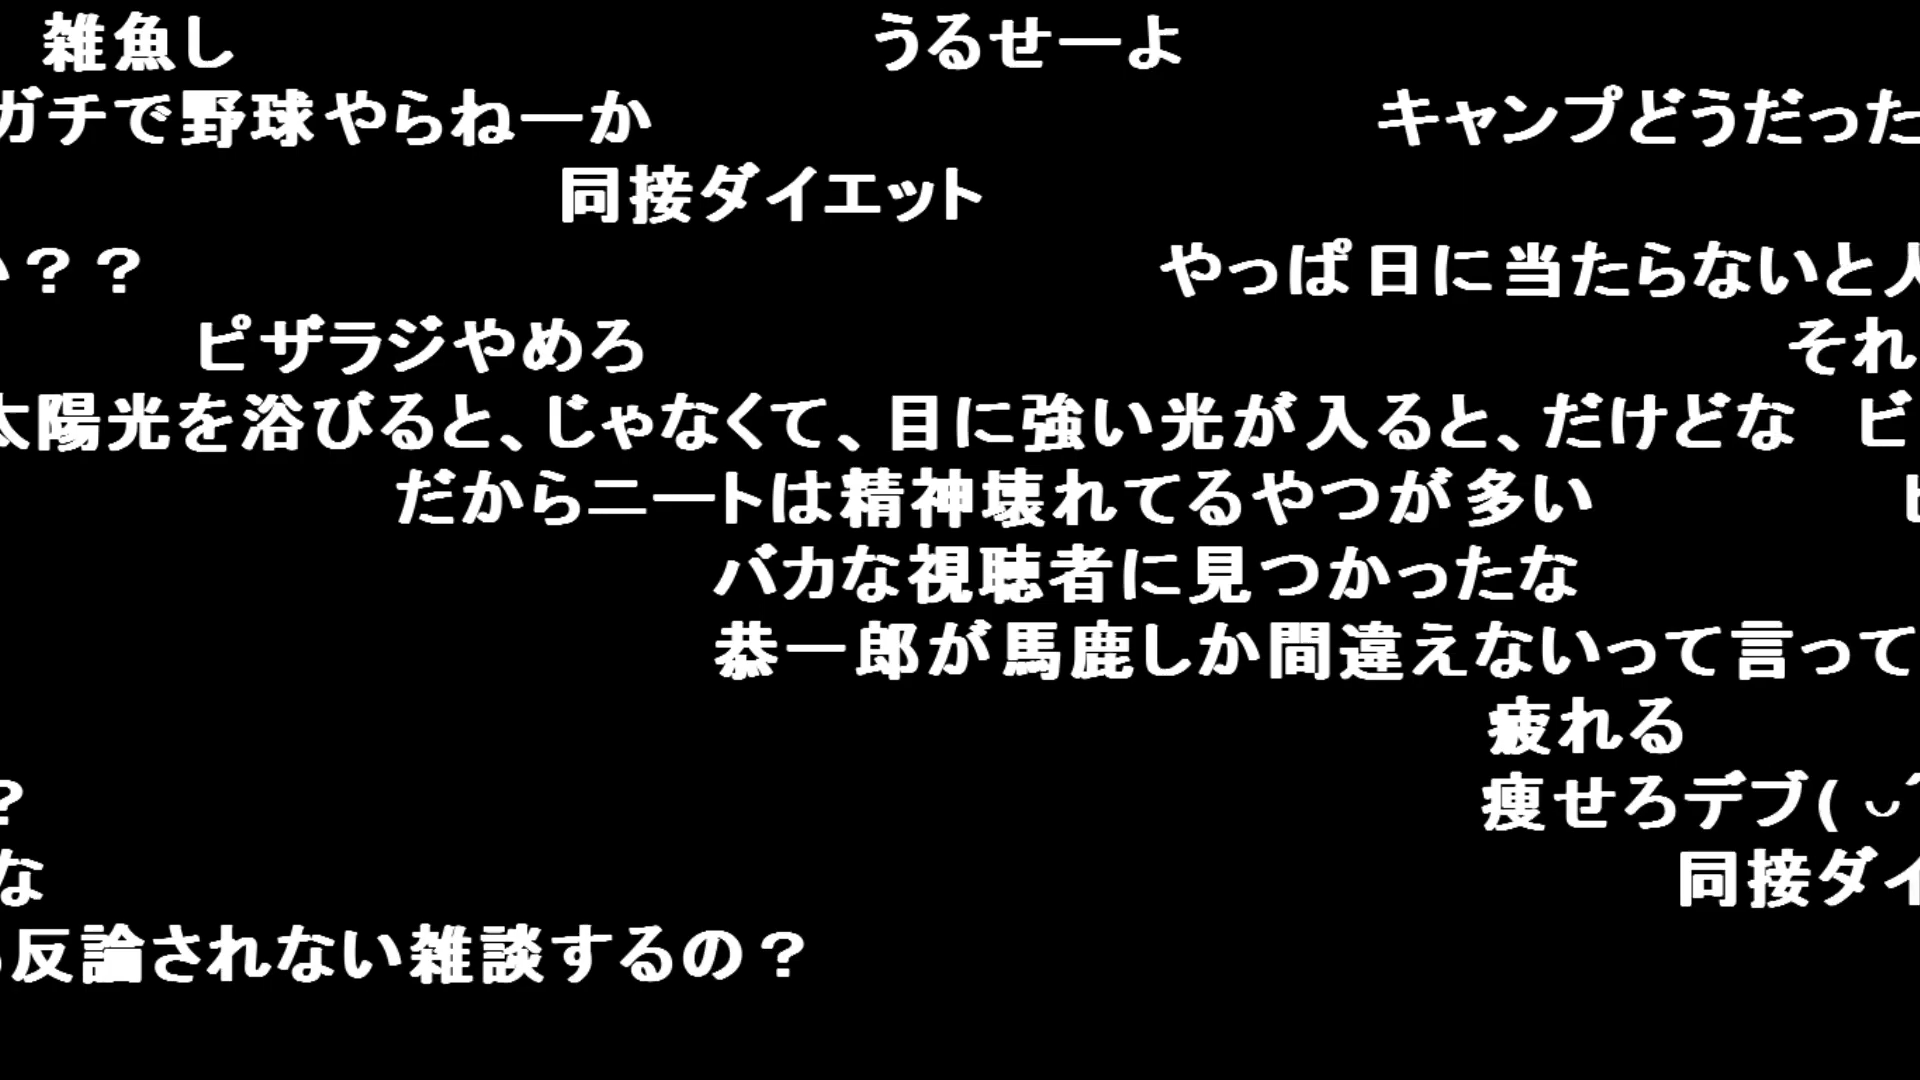 雑魚し うるせーよ
ガチで野球やらねーか キャンプどうだった
同接ダイエット
い？？ やっぱ日に当たらないと人
ピザラジやめろ それ
太陽光を浴びると、じゃなくて、目に強い光が入ると、だけどな ビ
だからニートは精神壊れてるやつが多い
バカな視聴者に見つかったな
恭一郎が馬鹿しか間違えないって言って
疲れる
？ 痩せろデブ( ᴗˆ
な 同接ダイ
反論されない雑談するの？